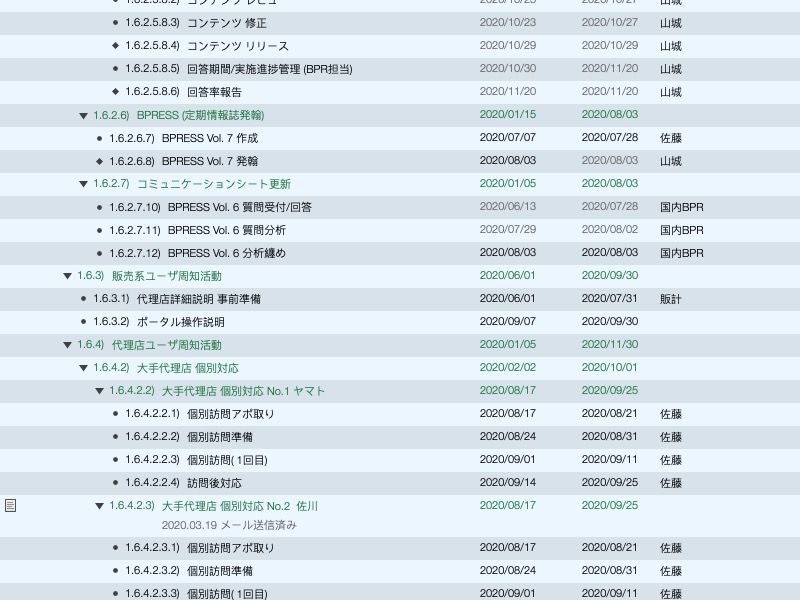 1.6.2.5.8.3) コンテンツ 修正 2020/10/23 2020/10/27 山城
1.6.2.5.8.4) コンテンツ リリース 2020/10/29 2020/10/29 山城
1.6.2.5.8.5) 回答期間/実施進捗管理 (BPR担当) 2020/10/30 2020/11/20 山城
1.6.2.5.8.6) 回答率報告 2020/11/20 2020/11/20 山城
1.6.2.6) BPRESS (定期情報誌発翰) 2020/01/15 2020/08/03
1.6.2.6.7) BPRESS Vol. 7 作成 2020/07/07 2020/07/28 佐藤
1.6.2.6.8) BPRESS Vol. 7 発翰 2020/08/03 2020/08/03 山城
1.6.2.7) コミュニケーションシート更新 2020/01/05 2020/08/03
1.6.2.7.10) BPRESS Vol. 6 質問受付/回答 2020/06/13 2020/07/28 国内BPR
1.6.2.7.11) BPRESS Vol. 6 質問分析 2020/07/29 2020/08/02 国内BPR
1.6.2.7.12) BPRESS Vol. 6 分析纏め 2020/08/03 2020/08/03 国内BPR
1.6.3) 販売系ユーザ周知活動 2020/06/01 2020/09/30
1.6.3.1) 代理店詳細説明 事前準備 2020/06/01 2020/07/31 販計
1.6.3.2) ポータル操作説明 2020/09/07 2020/09/30
1.6.4) 代理店ユーザ周知活動 2020/01/05 2020/11/30
1.6.4.2) 大手代理店 個別対応 2020/02/02 2020/10/01
1.6.4.2.2) 大手代理店 個別対応 No.1 ヤマト 2020/08/17 2020/09/25
1.6.4.2.2.1) 個別訪問アポ取り 2020/08/17 2020/08/21 佐藤
1.6.4.2.2.2) 個別訪問準備 2020/08/24 2020/08/31 佐藤
1.6.4.2.2.3) 個別訪問( 1回目) 2020/09/01 2020/09/11 佐藤
1.6.4.2.2.4) 訪問後対応 2020/09/14 2020/09/25 佐藤
1.6.4.2.3) 大手代理店 個別対応 No.2 佐川 2020/08/17 2020/09/25
2020.03.19 メール送信済み
1.6.4.2.3.1) 個別訪問アポ取り 2020/08/17 2020/08/21 佐藤
1.6.4.2.3.2) 個別訪問準備 2020/08/24 2020/08/31 佐藤
1.6.4.2.3.3) 個別訪問( 1回目) 2020/09/01 2020/09/11 佐藤